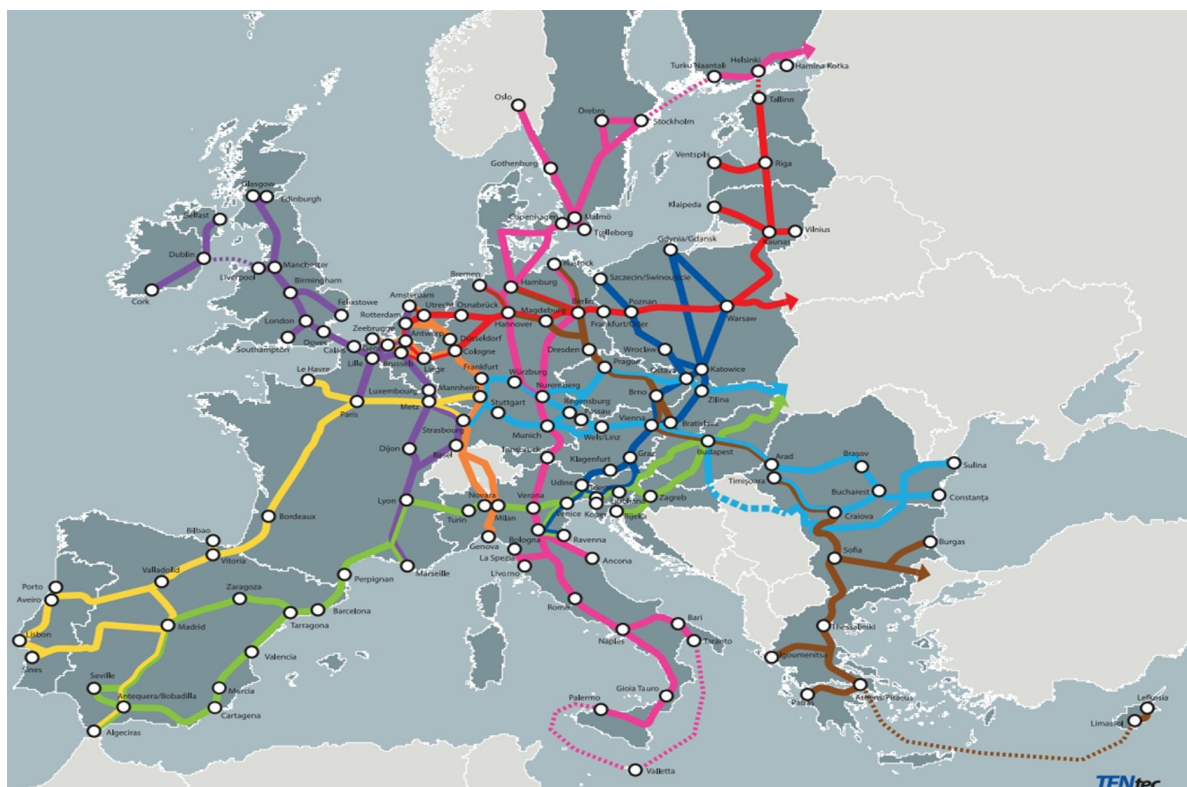 Helsinki
Turku Naantali
Hamina Kotka
Oslo
Tallinn
Örebro
Stockholm
Ventspils
Riga
Gothenburg
Glasgow
Edinburgh
Klaipeda
Belfast
Copenhagen
Malmö
Trelleborg
Kaunas
Vilnius
Gdynia/Gdansk
Dublin
Liverpool
Manchester
Rostock
Birmingham
Bremen
Hamburg
Szczecin/Swinoujscie
Cork
Felixstowe
Amsterdam
Utrecht
Osnabrück
Magdeburg
Berlin
Poznan
Rotterdam
London
Hannover
Frankfurt/Oder
Warsaw
Zeebrugge
Antwerp
Dover
Southampton
Calais
Düsseldorf
Cologne
Dresden
Wroclaw
Lille
Brussels
Liège
Prague
Le Havre
Frankfurt
Würzburg
Ostava
Katowice
Luxembourg
Mannheim
Nuremberg
Brno
Zilina
Paris
Metz
Stuttgart
Regensburg
Passau
Strasbourg
Munich
Wels/Linz
Vienna
Bratislava
Dijon
Basel
Innsbruck
Klagenfurt
Graz
Budapest
Arad
Braşov
Sulina
Udine
Timişoara
Lyon
Novara
Verona
Venice
Koper
Zagreb
Rijeka
Bucharest
Constanţa
Turin
Milan
Craiova
Bordeaux
Genova
Bologna
Ravenna
Bilbao
Vitoria
La Spezia
Ancona
Sofia
Burgas
Marseille
Livorno
Perpignan
Porto
Valladolid
Aveiro
Zaragoza
Roma
Barcelona
Tarragona
Madrid
Bari
Thessaloniki
Lisbon
Naples
Taranto
Sines
Valencia
Igoumenitsa
Seville
Murcia
Gioia Tauro
Palermo
Antequera/Bobadilla
Cartagena
Patras
Athens/Piraeus
Lefkosia
Limassol
Algeciras
Valletta
TENtec